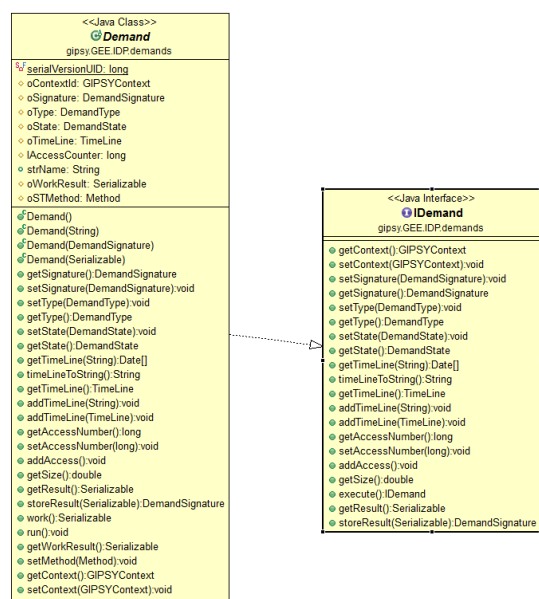 <<Java Class>>
Demand
gipsy.GEE.IDP.demands
serialVersionUID: long
oContextId: GIPSYContext
oSignature: DemandSignature
oType: DemandType
oState: DemandState
oTimeLine: TimeLine
lAccessCounter: long
strName: String
oWorkResult: Serializable
oSTMethod: Method
Demand()
Demand(String)
Demand(DemandSignature)
Demand(Serializable)
getSignature():DemandSignature
setSignature(DemandSignature):void
setType(DemandType):void
getType():DemandType
setState(DemandState):void
getState():DemandState
getTimeLine(String):Date[]
timeLineToString():String
getTimeLine():TimeLine
addTimeLine(String):void
addTimeLine(TimeLine):void
getAccessNumber():long
setAccessNumber(long):void
addAccess():void
getSize():double
getResult():Serializable
storeResult(Serializable):DemandSignature
work():Serializable
run():void
getWorkResult():Serializable
setMethod(Method):void
getContext():GIPSYContext
setContext(GIPSYContext):void
<<Java Interface>>
IDemand
gipsy.GEE.IDP.demands
getContext():GIPSYContext
setContext(GIPSYContext):void
setSignature(DemandSignature):void
getSignature():DemandSignature
setType(DemandType):void
getType():DemandType
setState(DemandState):void
getState():DemandState
getTimeLine(String):Date[]
timeLineToString():String
getTimeLine():TimeLine
addTimeLine(String):void
addTimeLine(TimeLine):void
getAccessNumber():long
setAccessNumber(long):void
addAccess():void
getSize():double
execute():IDemand
getResult():Serializable
storeResult(Serializable):DemandSignature